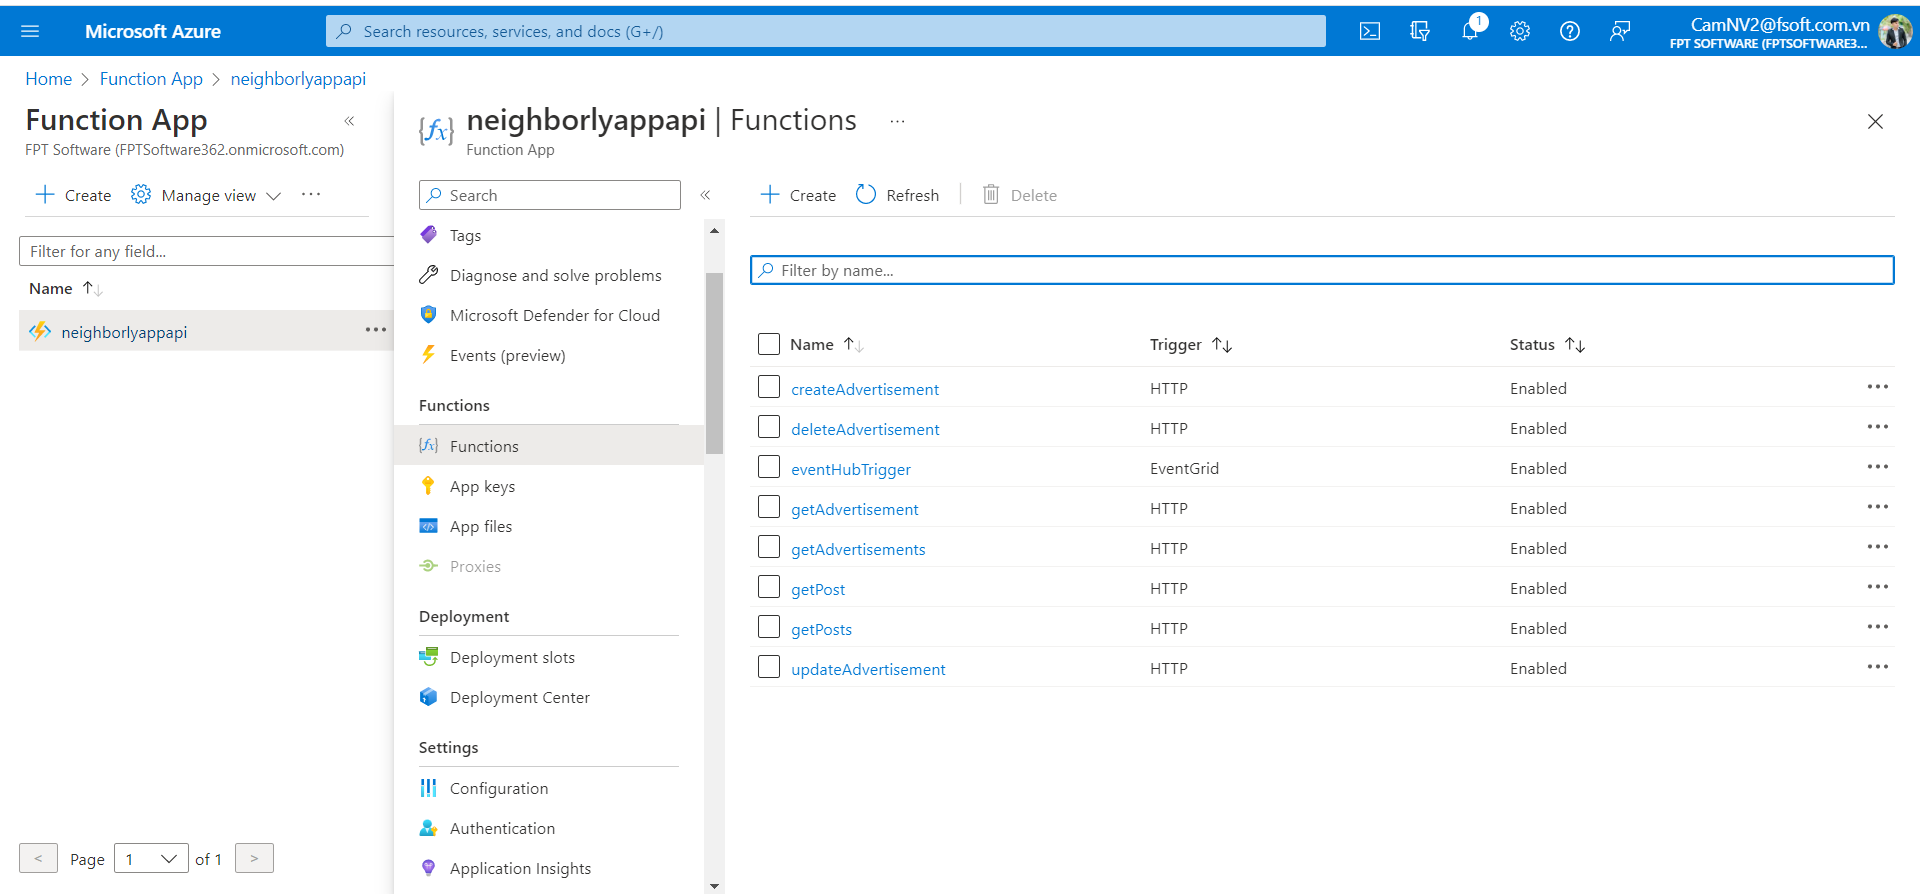 Microsoft Azure
Search resources, services, and docs (G+/)
1
CamNV2@fsoft.com.vn
FPT SOFTWARE (FPTSOFTWARE3...
Home > Function App > neighborlyappapi
Function App «
FPT Software (FPTSoftware362.onmicrosoft.com)
+ Create Manage view ...
Filter for any field...
Name ↑↓
neighborlyappapi ...
< Page 1 of 1 >
{fx} neighborlyappapi | Functions ...
Function App
Search «
Tags
Diagnose and solve problems
Microsoft Defender for Cloud
Events (preview)
Functions
{fx} Functions
App keys
App files
Proxies
Deployment
Deployment slots
Deployment Center
Settings
Configuration
Authentication
Application Insights
+ Create Refresh Delete
Filter by name...
Name ↑↓ Trigger ↑↓ Status ↑↓
createAdvertisement HTTP Enabled ...
deleteAdvertisement HTTP Enabled ...
eventHubTrigger EventGrid Enabled ...
getAdvertisement HTTP Enabled ...
getAdvertisements HTTP Enabled ...
getPost HTTP Enabled ...
getPosts HTTP Enabled ...
updateAdvertisement HTTP Enabled ...